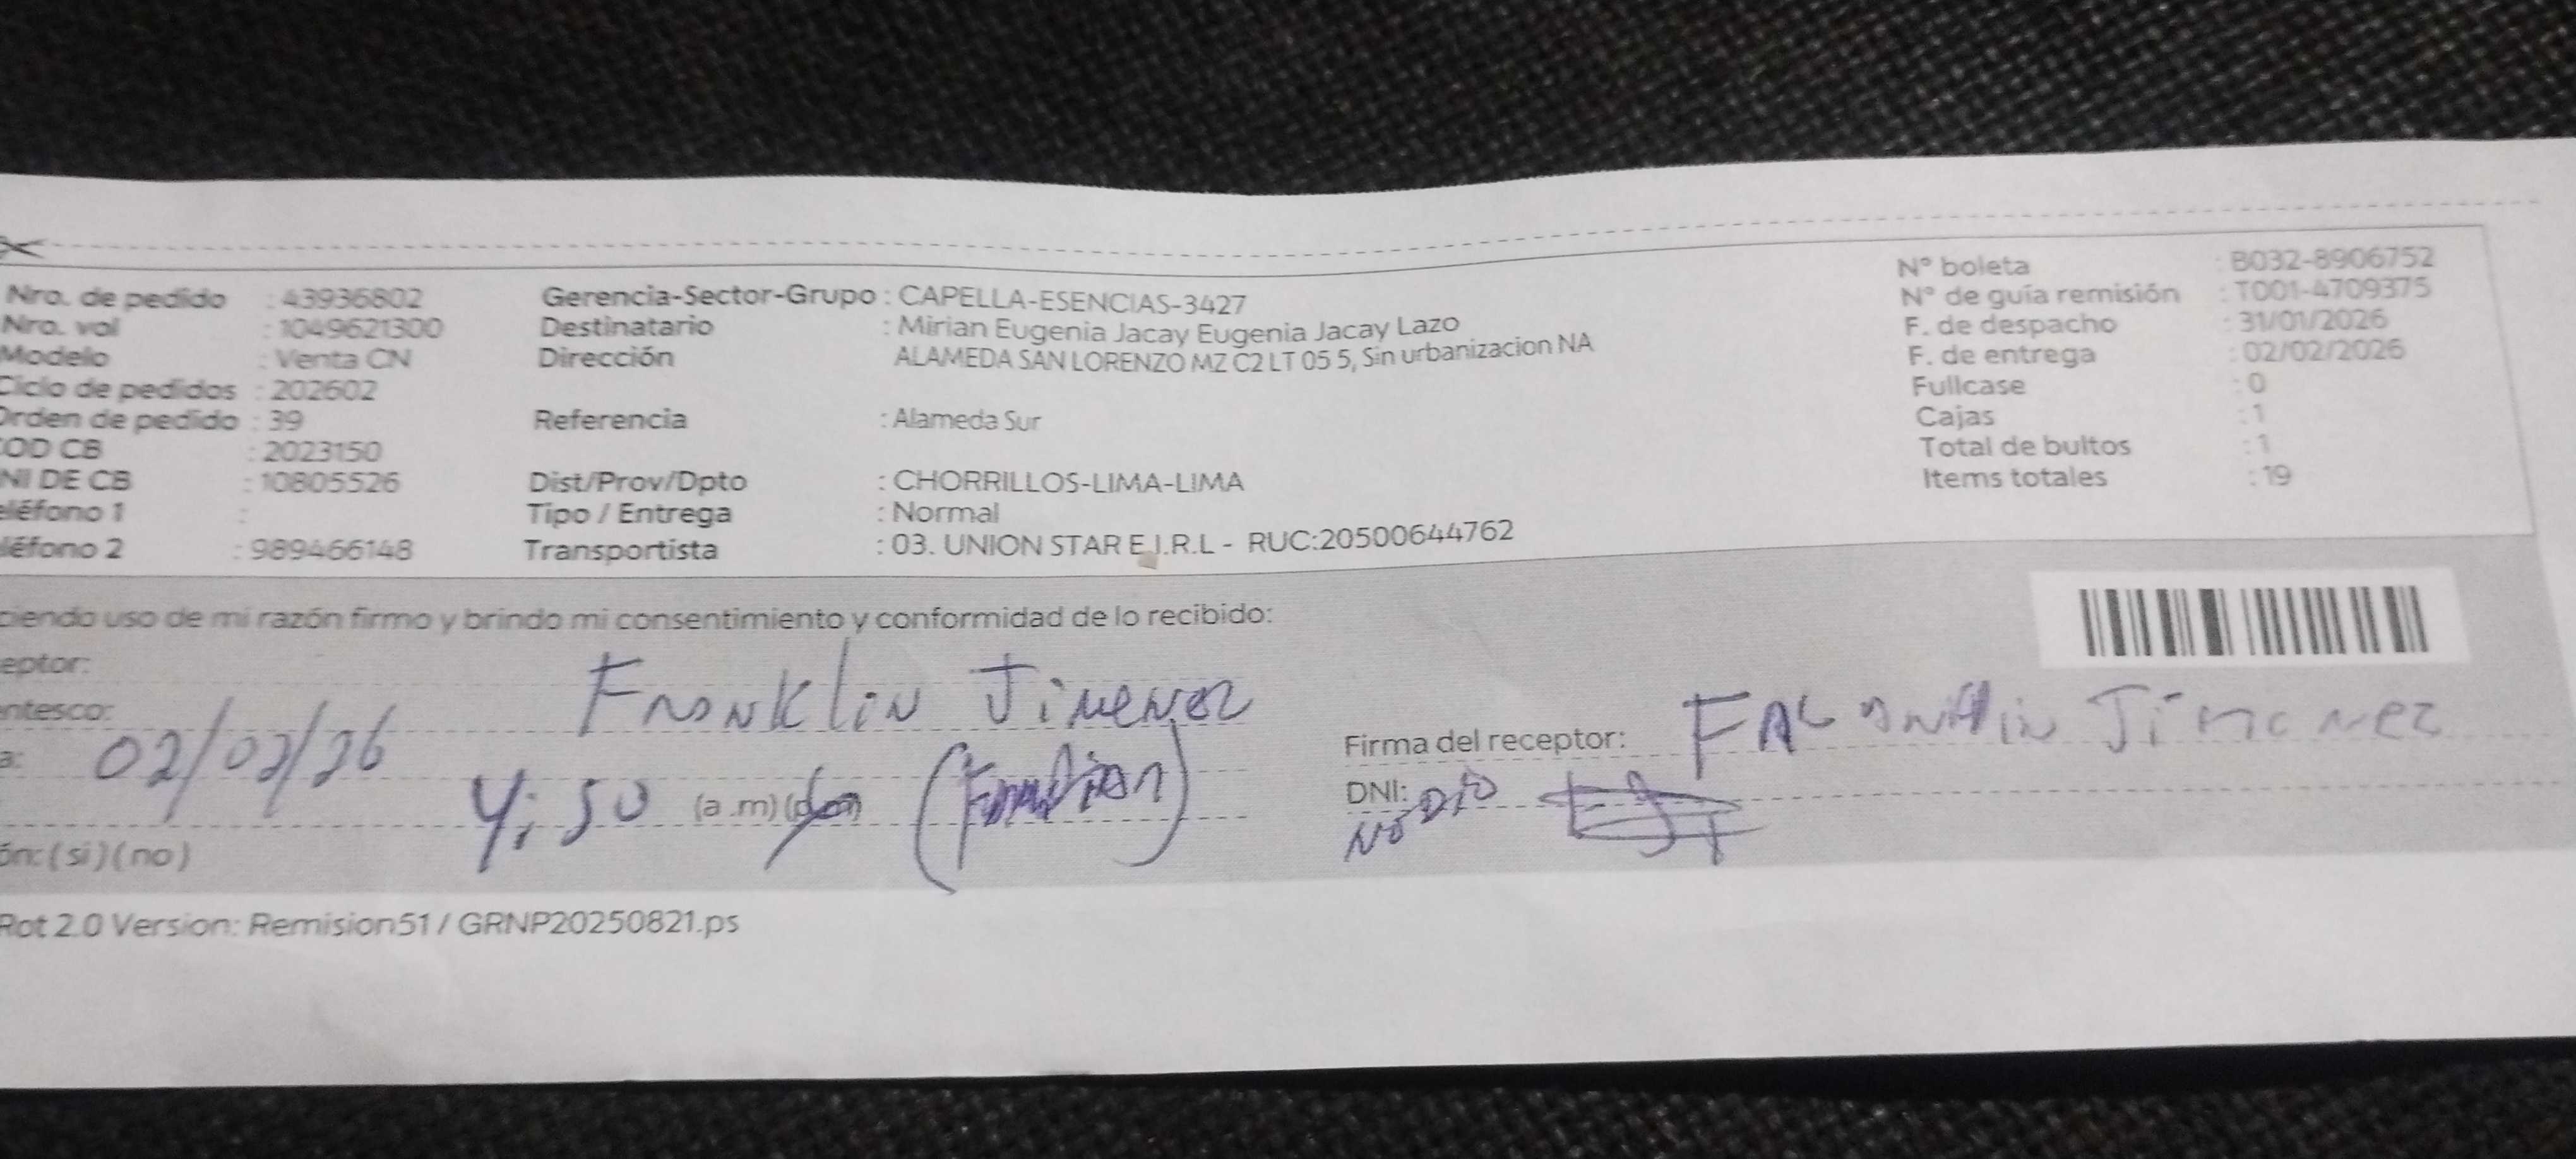 Nro. de pedido : 43936802
Nro. val : 1049621300
Modelo : Venta CN
Ciclo de pedidos : 202602
Orden de pedido : 39
COD CB : 2023150
NI DE CB : 10805526
eléfono 1 :
léfono 2 : 989466148
Gerencia-Sector-Grupo : CAPELLA-ESENCIAS-3427
Destinatario : Mirian Eugenia Jacay Eugenia Jacay Lazo
Dirección ALAMEDA SAN LORENZO MZ C2 LT 05 5, Sin urbanizacion NA
Referencia : Alameda Sur
Dist/Prov/Dpto : CHORRILLOS-LIMA-LIMA
Tipo / Entrega : Normal
Transportista : 03. UNION STAR E.I.R.L - RUC:20500644762
N° boleta : B032-8906752
N° de guía remisión : T001-4709375
F. de despacho : 31/01/2026
F. de entrega : 02/02/2026
Fullcase : 0
Cajas : 1
Total de bultos : 1
Items totales : 19
ciendo uso de mi razón firmo y brindo mi consentimiento y conformidad de lo recibido:
eptor: Franklin Jimenez
ntesco:
a: 02/02/26
4:50 (a .m)
ón: ( si ) ( no )
Firma del receptor: Jimenez
DNI: NO DIO
Rot 2.0 Version: Remision51 / GRNP20250821.ps